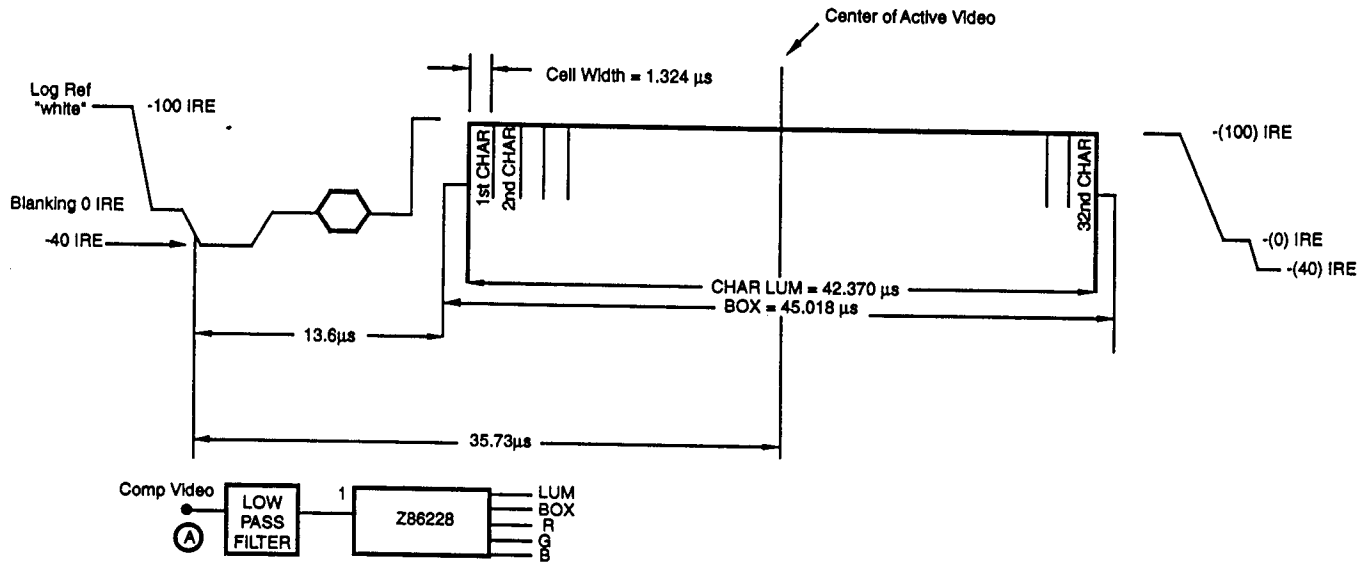 Center of Active Video
Cell Width = 1.324 µs
Log Ref
"white"
-100 IRE
-(100) IRE
1st CHAR
2nd CHAR
32nd CHAR
Blanking 0 IRE
-40 IRE
-(0) IRE
-(40) IRE
CHAR LUM = 42.370 µs
BOX = 45.018 µs
13.6µs
35.73µs
Comp Video
A
LOW
PASS
FILTER
1
Z86228
LUM
BOX
R
G
B